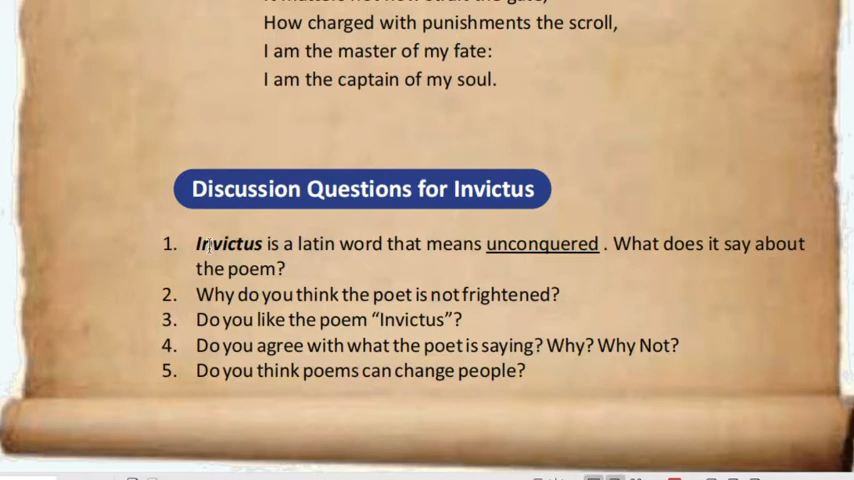 How charged with punishments the scroll,
I am the master of my fate:
I am the captain of my soul.
Discussion Questions for Invictus
1. Invictus is a latin word that means unconquered . What does it say about
the poem?
2. Why do you think the poet is not frightened?
3. Do you like the poem “Invictus”?
4. Do you agree with what the poet is saying? Why? Why Not?
5. Do you think poems can change people?